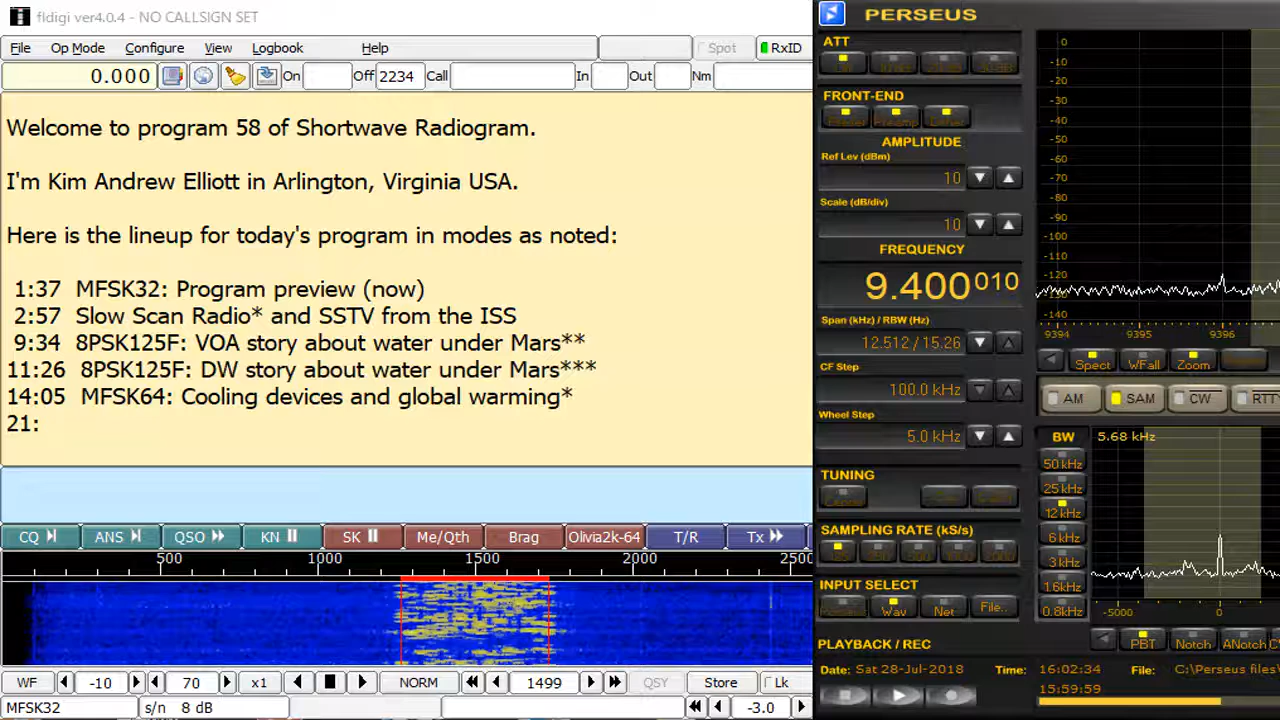 fldigi ver4.0.4 - NO CALLSIGN SET
File Op Mode Configure View Logbook Help Spot RxID
0.000 On Off 2234 Call In Out Nm
Welcome to program 58 of Shortwave Radiogram.
I'm Kim Andrew Elliott in Arlington, Virginia USA.
Here is the lineup for today's program in modes as noted:
1:37 MFSK32: Program preview (now)
2:57 Slow Scan Radio* and SSTV from the ISS
9:34 8PSK125F: VOA story about water under Mars**
11:26 8PSK125F: DW story about water under Mars***
14:05 MFSK64: Cooling devices and global warming*
21:
CQ ANS QSO KN SK Me/Qth Brag Olivia2k-64 T/R Tx
500 1000 1500 2000 250
WF -10 70 x1 NORM 1499 QSY Store Lk
MFSK32 s/n 8 dB -3.0
PERSEUS
ATT
FRONT-END
AMPLITUDE
Ref Lev (dBm)
10
Scale (dB/div)
10
FREQUENCY
9.400010
Span (kHz) / RBW (Hz)
12.512 / 15.26
CF Step
100.0 kHz
Wheel Step
5.0 kHz
TUNING
SAMPLING RATE (kS/s)
INPUT SELECT
Wav Net File..
PLAYBACK / REC
Date: Sat 28-Jul-2018 Time: 16:02:34 File: C:\Perseus files\
15:59:59
0
-10
-20
-30
-40
-50
-60
-70
-80
-90
-100
-110
-120
-130
-140
9394 9395 9396
Spect WFall Zoom
AM SAM CW RTT
BW 5.68 kHz
50 kHz
25 kHz
12 kHz
6 kHz
3 kHz
1.6kHz
0.8kHz
-5000 0
PBT Notch ANotch